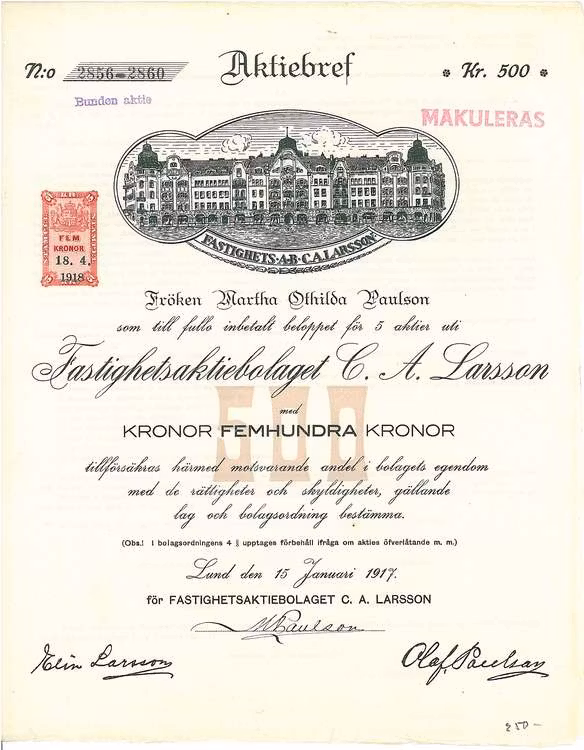 N:o 2856-2860
Aktiebref
Kr. 500
Bunden aktie
MAKULERAS
FASTIGHETS·A·B·C.A.LARSSON
FEM
KRONOR
18. 4.
1918
Fröken Martha Othilda Paulson
som till fullo inbetalt beloppet för 5 aktier uti
Fastighetsaktiebolaget C. A. Larsson
500
med
KRONOR FEMHUNDRA KRONOR
tillförsäkras härmed motsvarande andel i bolagets egendom
med de rättigheter och skyldigheter, gällande
lag och bolagsordning bestämma.
(Obs.! I bolagsordningens 4 § upptages förbehåll ifråga om akties öfverlåtande m. m.)
Lund den 15 Januari 1917.
för FASTIGHETSAKTIEBOLAGET C. A. LARSSON
Paulson
Elin Larsson
Olof Paulson
850-